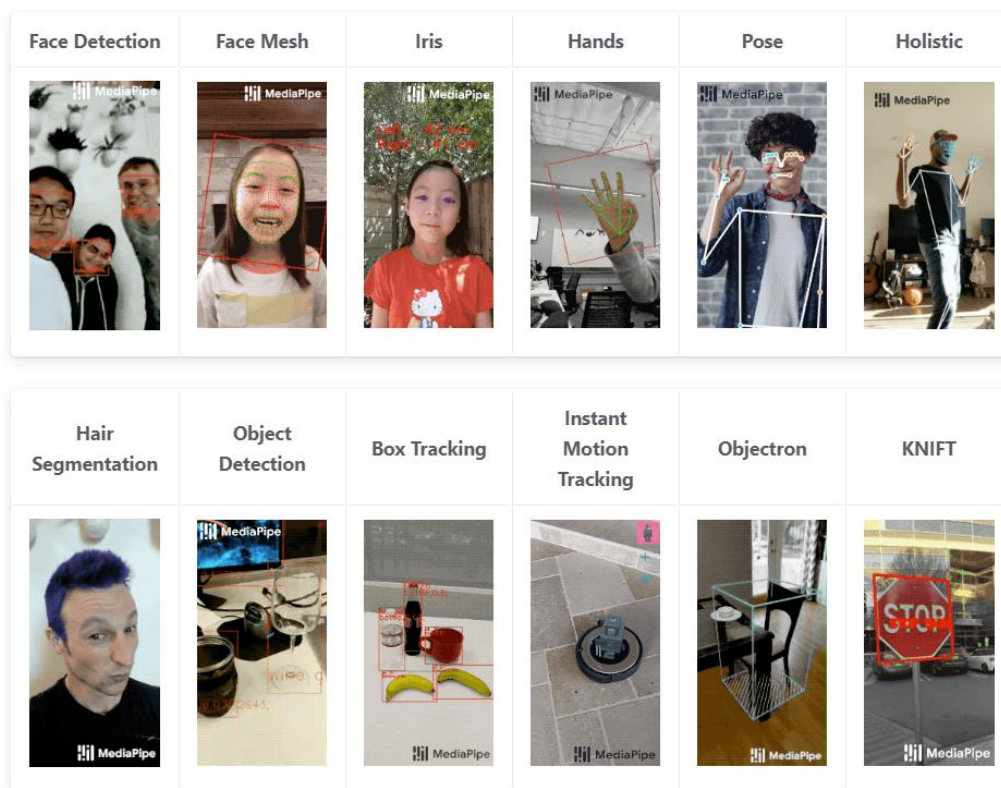 Face Detection
Face Mesh
Iris
Hands
Pose
Holistic
MediaPipe
MediaPipe
MediaPipe
MediaPipe
MediaPipe
MediaPipe
Hair
Segmentation
Object
Detection
Box Tracking
Instant
Motion
Tracking
Objectron
KNIFT
MediaPipe
STOP
MediaPipe
MediaPipe
MediaPipe
MediaPipe
MediaPipe